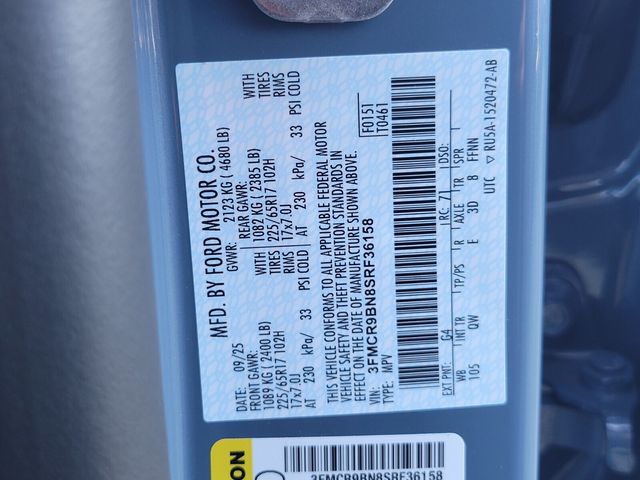 MFD. BY FORD MOTOR CO.
DATE: 09/25
GVWR: 2123 KG ( 4680 LB)
FRONT GAWR:
1089 KG ( 2400 LB)
225/65R17 102H
17x7.0J
AT 230 kPa/ 33 PSI COLD
WITH
TIRES
RIMS
REAR GAWR:
1082 KG ( 2385 LB)
225/65R17 102H
17x7.0J
AT 230 kPa/ 33 PSI COLD
WITH
TIRES
RIMS
THIS VEHICLE CONFORMS TO ALL APPLICABLE FEDERAL MOTOR
VEHICLE SAFETY AND THEFT PREVENTION STANDARDS IN
EFFECT ON THE DATE OF MANUFACTURE SHOWN ABOVE.
VIN: 3FMCR9BN8SRF36158
TYPE: MPV
F0151
T0461
EXT PNT: G4 RC: 71 DSO:
WB INT TR TP/PS R AXLE TR SPR
105 QW E 3D 8 FFNN
UTC ▽ RU5A-1520472-AB
3FMCR9BN8SRF36158